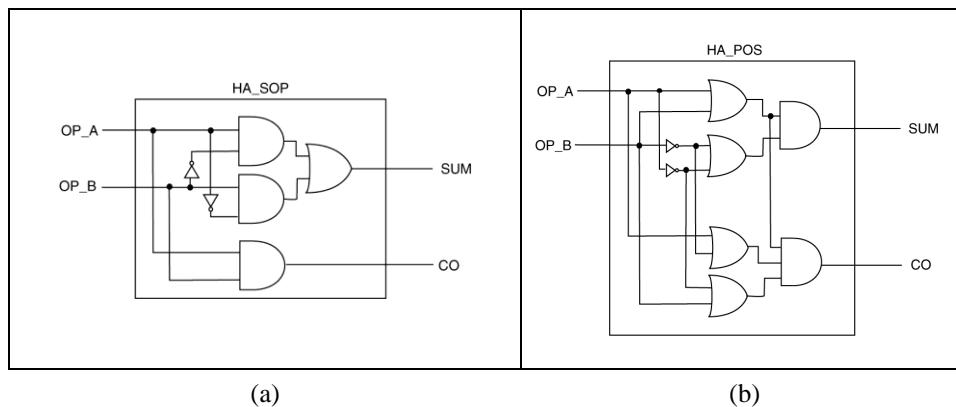 HA_SOP
OP_A
OP_B
SUM
CO
HA_POS
OP_A
OP_B
SUM
CO
(a)
(b)